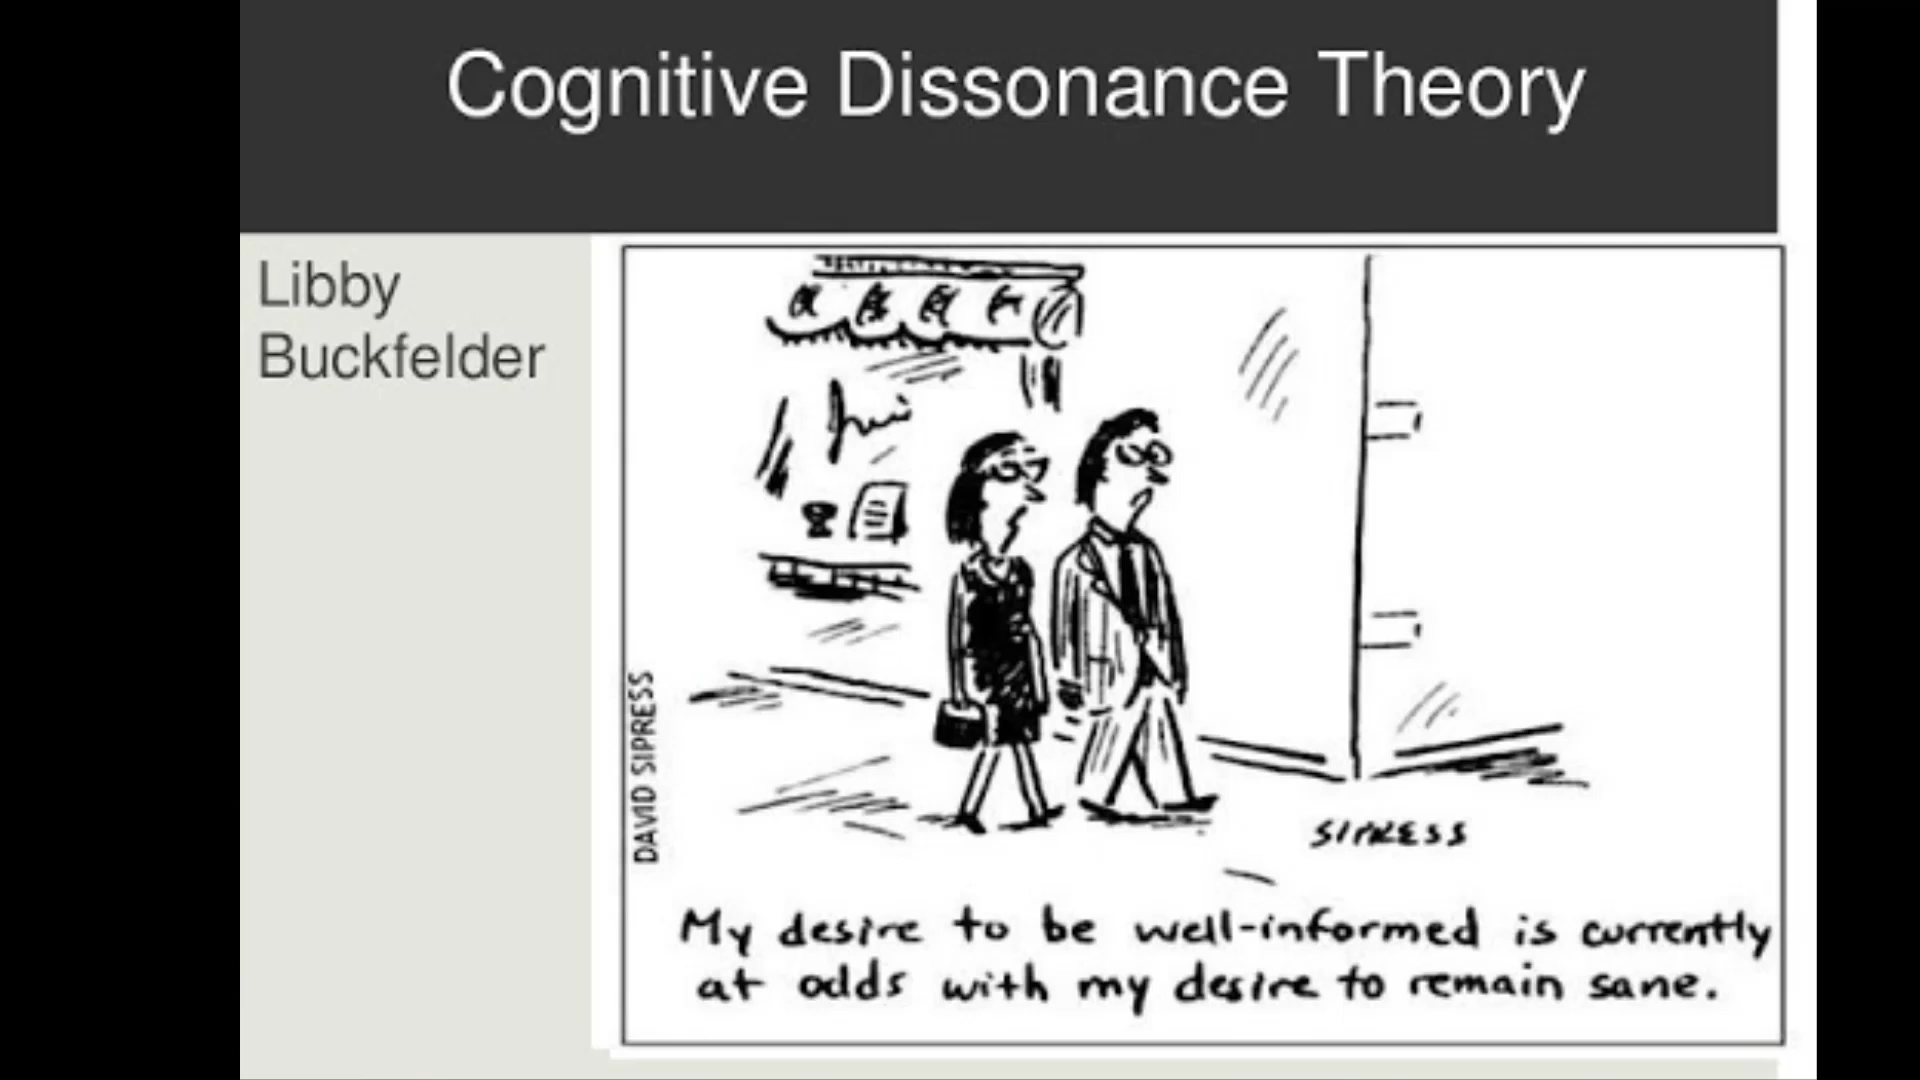 Cognitive Dissonance Theory
Libby
Buckfelder
DAVID SIPRESS
SIPRESS
My desire to be well-informed is currently
at odds with my desire to remain sane.